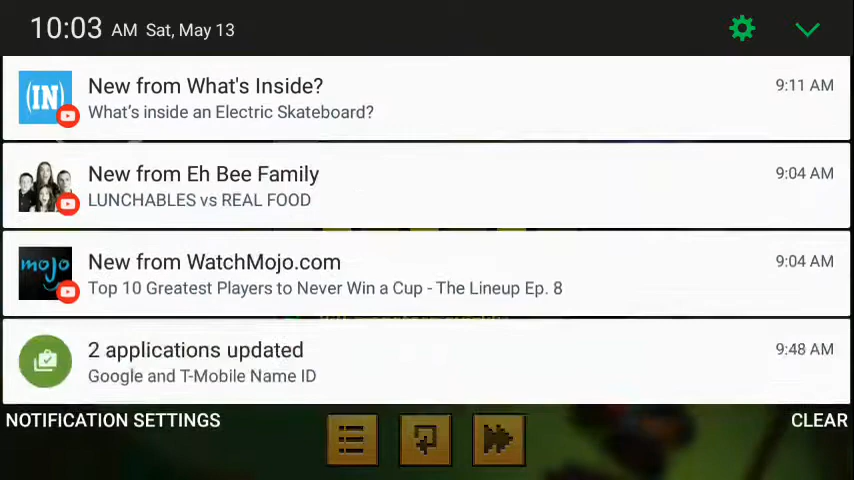 10:03 AM Sat, May 13
(IN)
New from What's Inside?
9:11 AM
What's inside an Electric Skateboard?
New from Eh Bee Family
9:04 AM
LUNCHABLES vs REAL FOOD
mojo
New from WatchMojo.com
9:04 AM
Top 10 Greatest Players to Never Win a Cup - The Lineup Ep. 8
2 applications updated
9:48 AM
Google and T-Mobile Name ID
NOTIFICATION SETTINGS
CLEAR